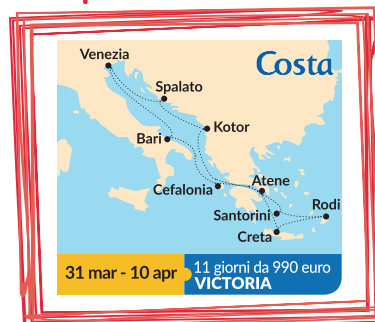 Costa
Venezia
Spalato
Kotor
Bari
Cefalonia
Atene
Santorini
Rodi
Creta
31 mar - 10 apr
11 giorni da 990 euro
VICTORIA